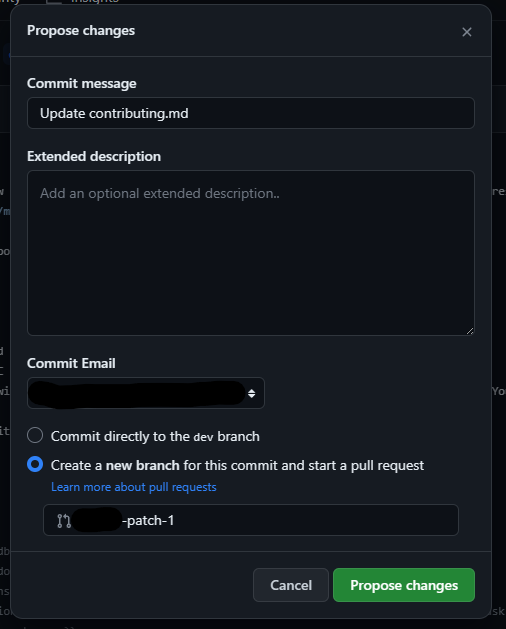 Insights
Propose changes
Commit message
Update contributing.md
Extended description
Add an optional extended description..
Commit Email
Commit directly to the dev branch
Create a new branch for this commit and start a pull request
Learn more about pull requests
-patch-1
Cancel
Propose changes